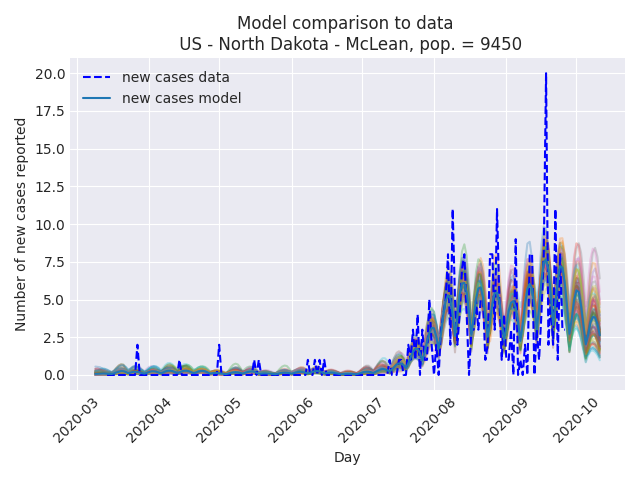 Model comparison to data
US - North Dakota - McLean, pop. = 9450
new cases data
new cases model
Number of new cases reported
20.0
17.5
15.0
12.5
10.0
7.5
5.0
2.5
0.0
2020-03
2020-04
2020-05
2020-06
2020-07
2020-08
2020-09
2020-10
Day